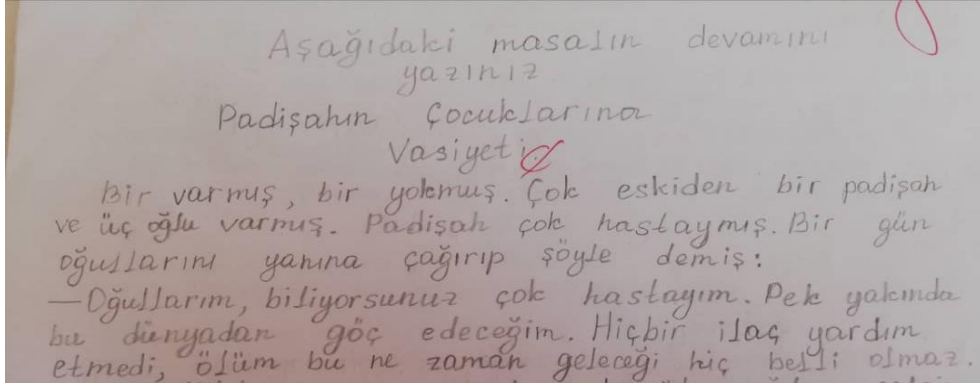 Aşağıdaki masalın devamını
yazınız
Padişahın Çocuklarına
Vasiyeti
Bir varmış, bir yokmuş. Çok eskiden bir padişah
ve üç oğlu varmış. Padişah çok hastaymış. Bir gün
oğullarını yanına çağırıp şöyle demiş:
—Oğullarım, biliyorsunuz çok hastayım. Pek yakında
bu dünyadan göç edeceğim. Hiçbir ilaç yardım
etmedi, ölüm bu ne zaman geleceği hiç belli olmaz.